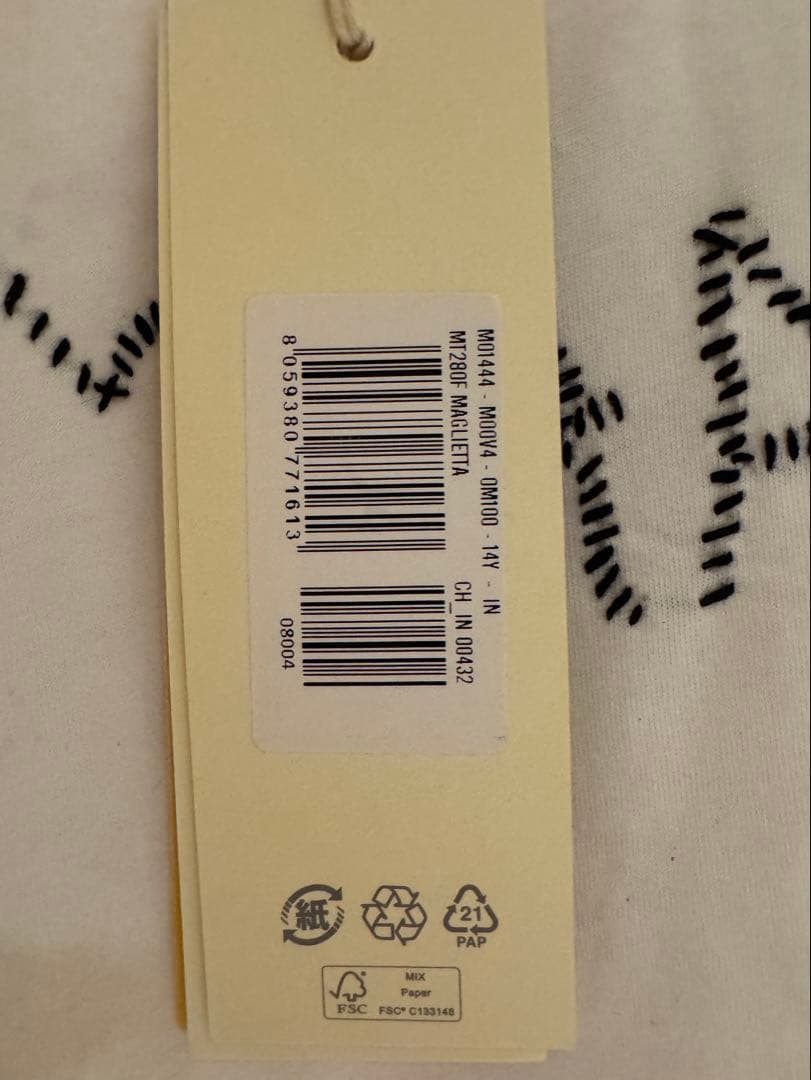 M01444 - M00V4 - 0M100 - 14Y - IN
MT280F MAGLIETTA CH_IN 00432
8 059380 771613
08004
紙
21
PAP
FSC
MIX
Paper
FSC® C133148